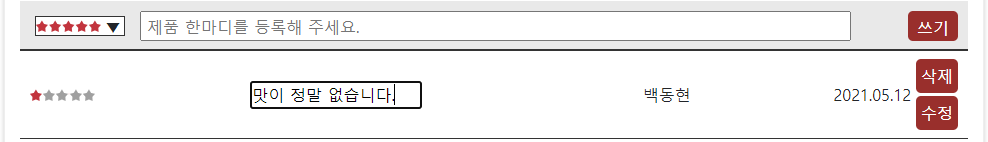 ★★★★★ ▼ 제품 한마디를 등록해 주세요. 쓰기
★★★★★ 맛이 정말 없습니다. 백동현 2021.05.12 삭제
수정